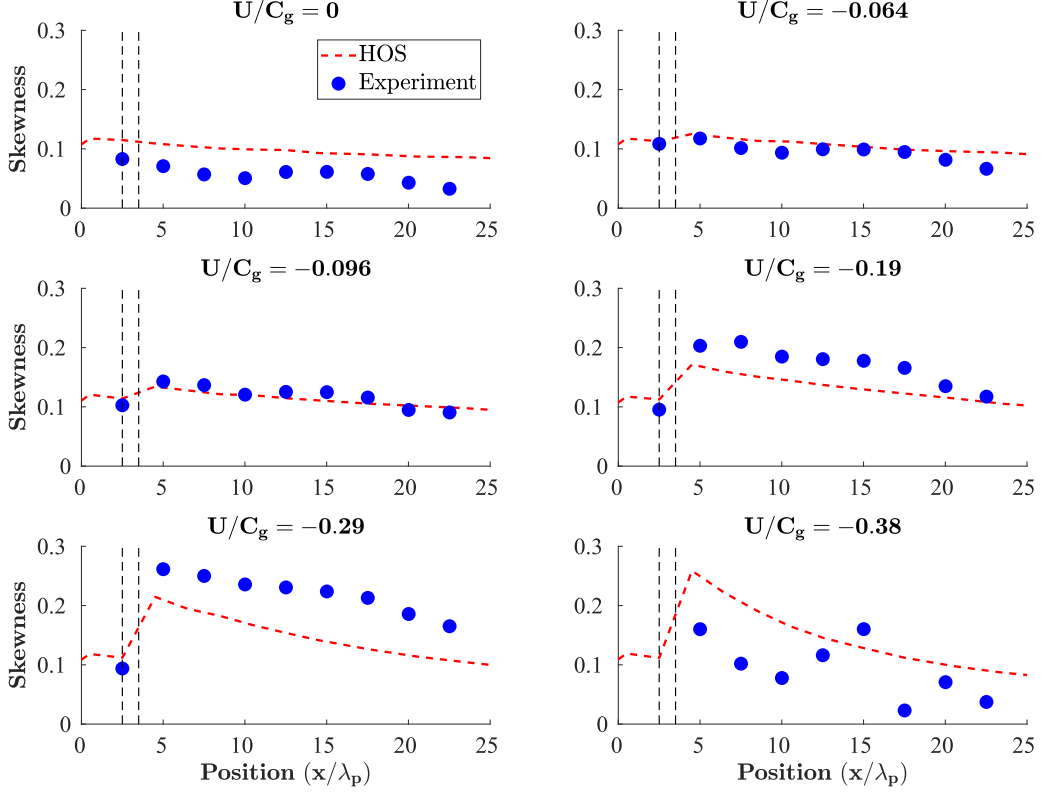 U/Cg = 0
Skewness
0.3
0.2
0.1
0
0 5 10 15 20 25
HOS
Experiment
U/Cg = −0.064
Skewness
0.3
0.2
0.1
0
0 5 10 15 20 25
U/Cg = −0.096
Skewness
0.3
0.2
0.1
0
0 5 10 15 20 25
U/Cg = −0.19
Skewness
0.3
0.2
0.1
0
0 5 10 15 20 25
U/Cg = −0.29
Skewness
0.3
0.2
0.1
0
0 5 10 15 20 25
Position (x/λp)
U/Cg = −0.38
Skewness
0.3
0.2
0.1
0
0 5 10 15 20 25
Position (x/λp)